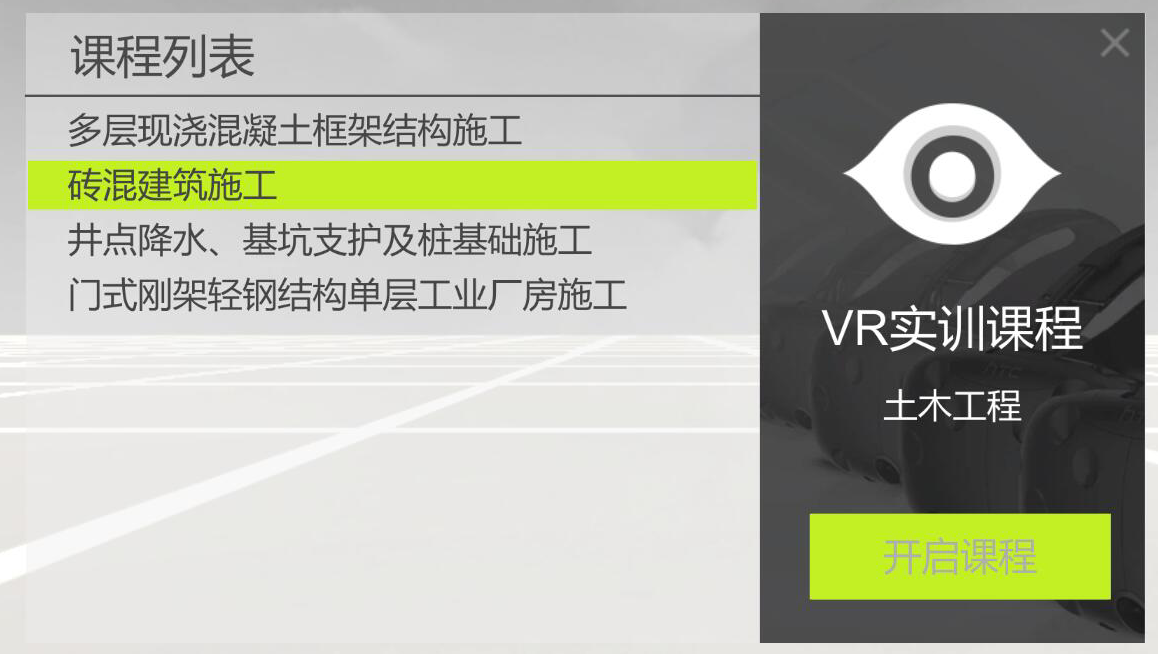 课程列表
多层现浇混凝土框架结构施工
砖混建筑施工
井点降水、基坑支护及桩基础施工
门式刚架轻钢结构单层工业厂房施工
VR实训课程
土木工程
开启课程